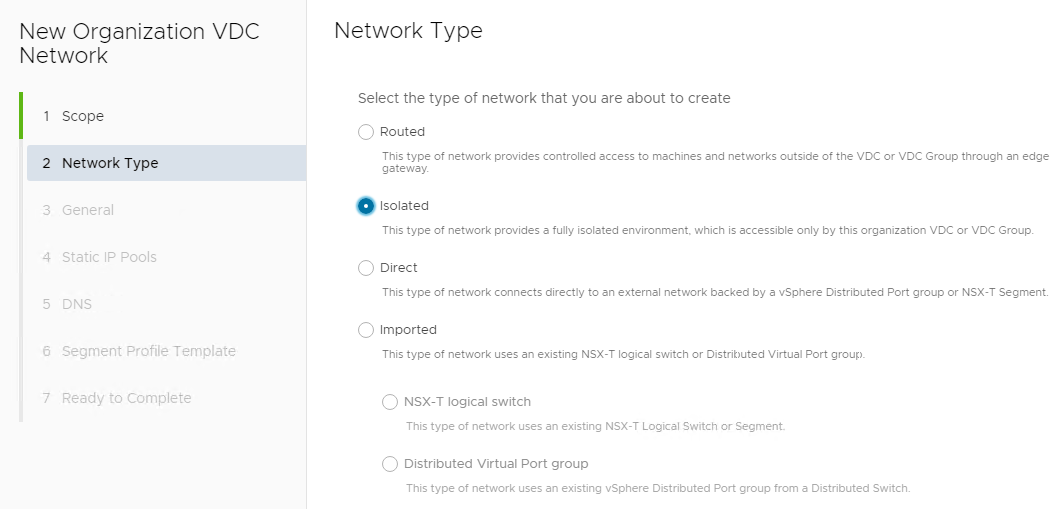 New Organization VDC
Network
1 Scope
2 Network Type
3 General
4 Static IP Pools
5 DNS
6 Segment Profile Template
7 Ready to Complete
Network Type
Select the type of network that you are about to create
Routed
This type of network provides controlled access to machines and networks outside of the VDC or VDC Group through an edge
gateway.
Isolated
This type of network provides a fully isolated environment, which is accessible only by this organization VDC or VDC Group.
Direct
This type of network connects directly to an external network backed by a vSphere Distributed Port group or NSX-T Segment.
Imported
This type of network uses an existing NSX-T logical switch or Distributed Virtual Port group.
NSX-T logical switch
This type of network uses an existing NSX-T Logical Switch or Segment.
Distributed Virtual Port group
This type of network uses an existing vSphere Distributed Port group from a Distributed Switch.